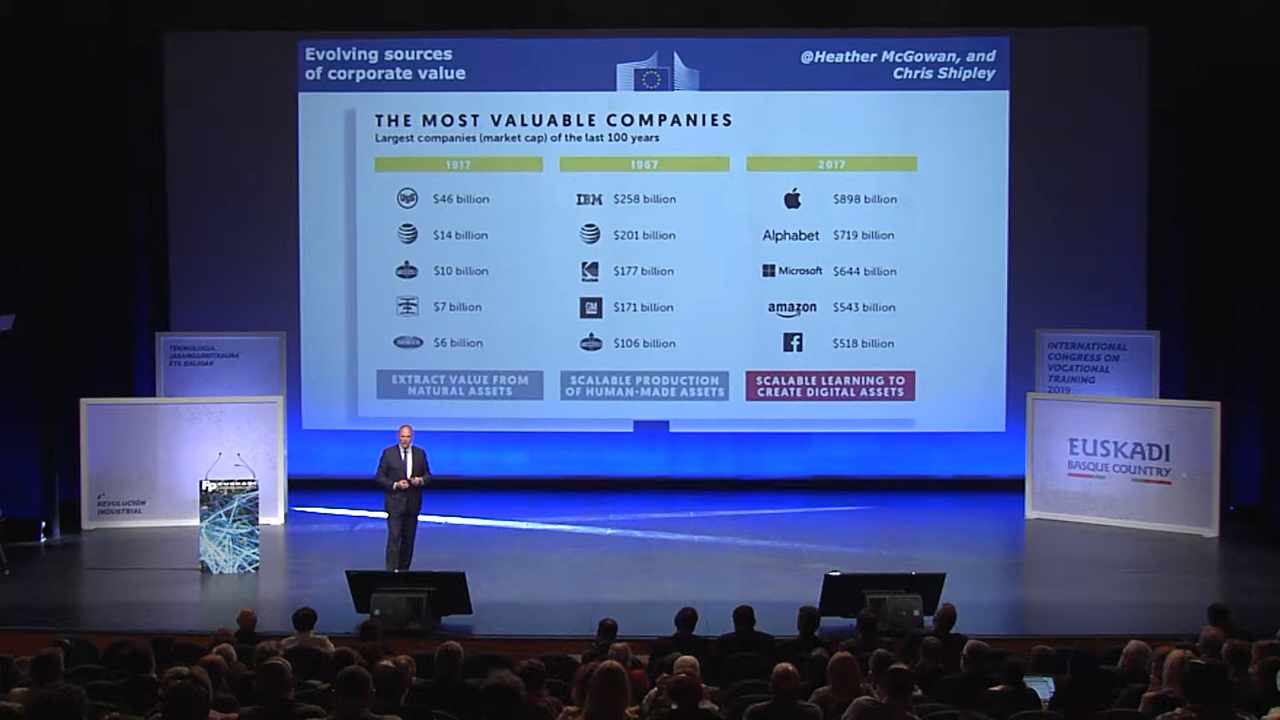 Evolving sources
of corporate value
@Heather McGowan, and
Chris Shipley
THE MOST VALUABLE COMPANIES
Largest companies (market cap) of the last 100 years
1917
1967
2017
$46 billion
IBM $258 billion
$898 billion
$14 billion
$201 billion
Alphabet $719 billion
$10 billion
$177 billion
Microsoft $644 billion
$7 billion
GM $171 billion
amazon $543 billion
$6 billion
$106 billion
$518 billion
EXTRACT VALUE FROM
NATURAL ASSETS
SCALABLE PRODUCTION
OF HUMAN-MADE ASSETS
SCALABLE LEARNING TO
CREATE DIGITAL ASSETS
TEKNOLOGIA,
JASANGARRITASUNA
ETA BALIOAK
INTERNATIONAL
CONGRESS ON
VOCATIONAL
TRAINING
2019
4ª
REVOLUCIÓN
INDUSTRIAL
EUSKADI
BASQUE COUNTRY